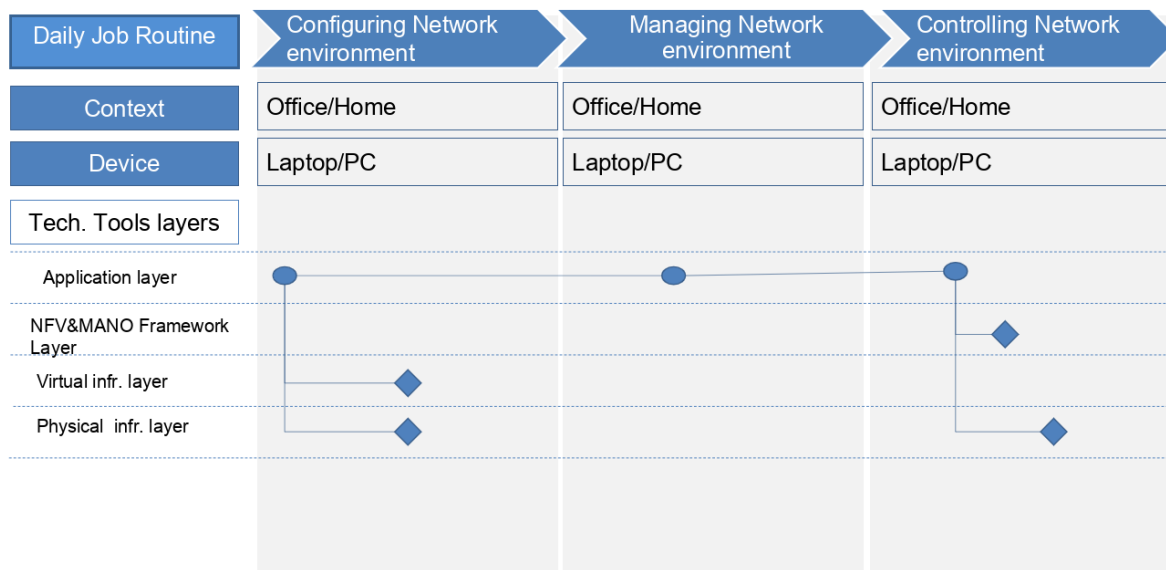 Daily Job Routine
Configuring Network
environment
Managing Network
environment
Controlling Network
environment
Context
Office/Home
Office/Home
Office/Home
Device
Laptop/PC
Laptop/PC
Laptop/PC
Tech. Tools layers
Application layer
NFV&MANO Framework
Layer
Virtual infr. layer
Physical  infr. layer